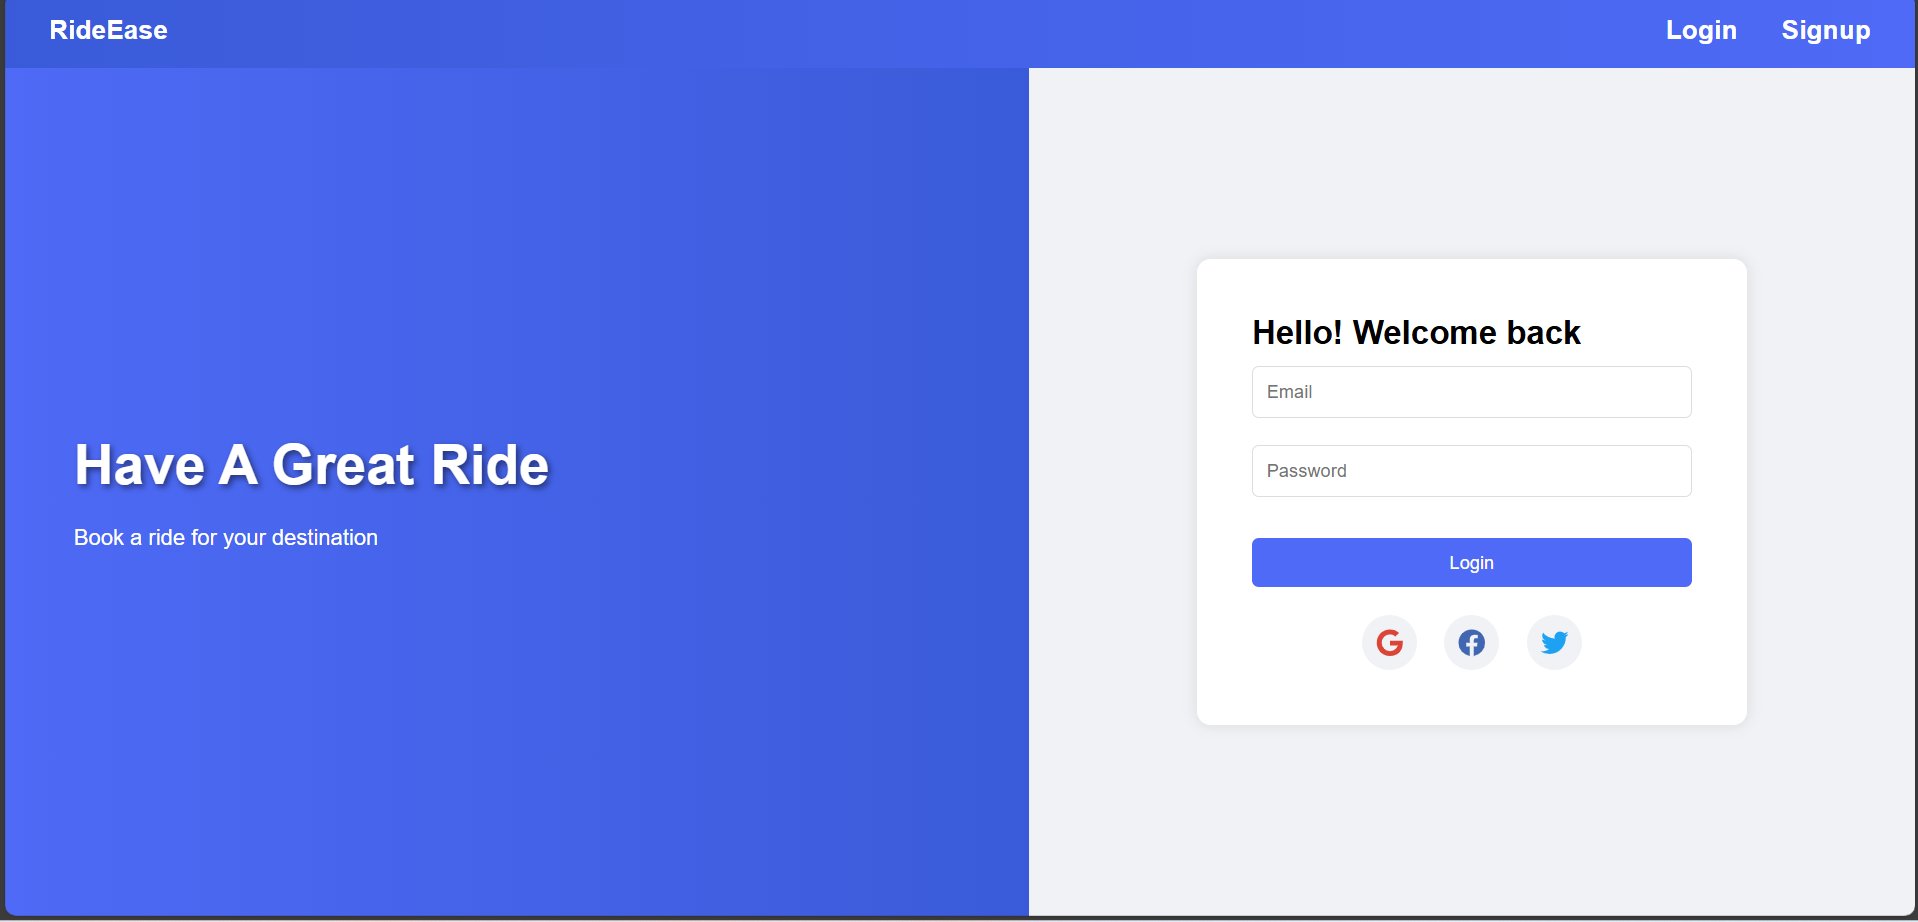 RideEase
Login Signup
Have A Great Ride
Book a ride for your destination
Hello! Welcome back
Email
Password
Login